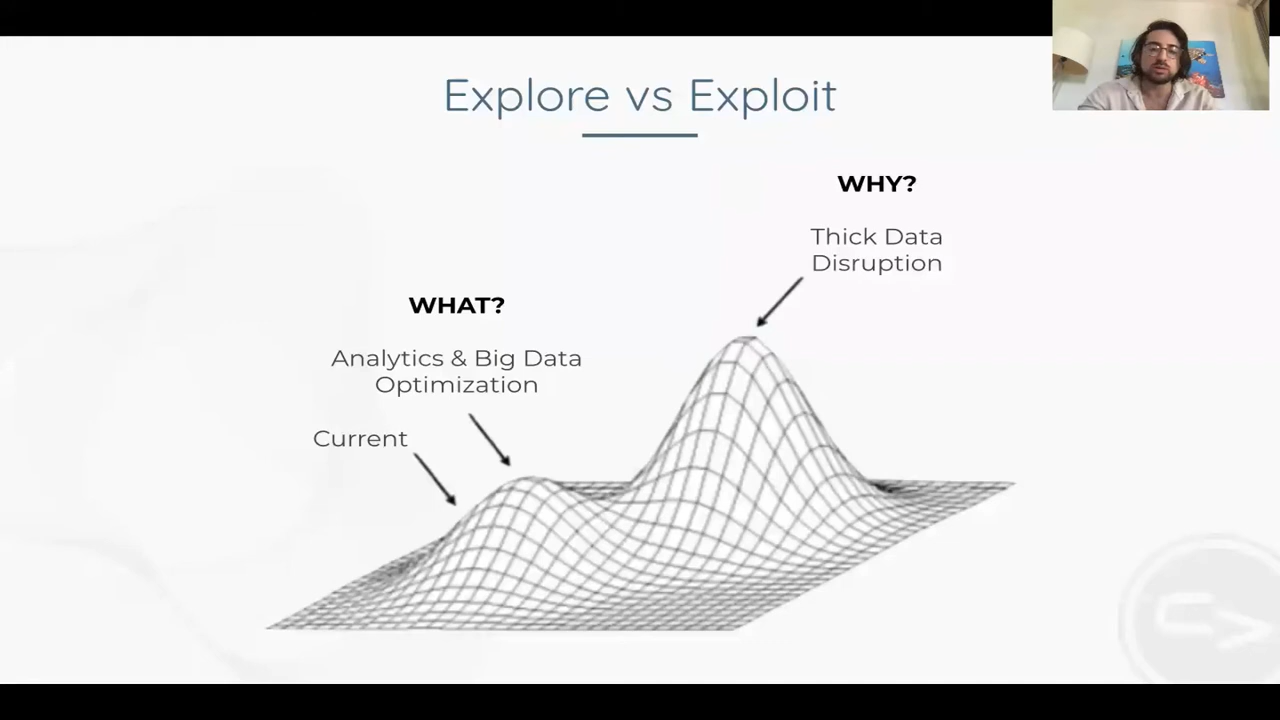 Explore vs Exploit
WHY?
Thick Data
Disruption
WHAT?
Analytics & Big Data
Optimization
Current